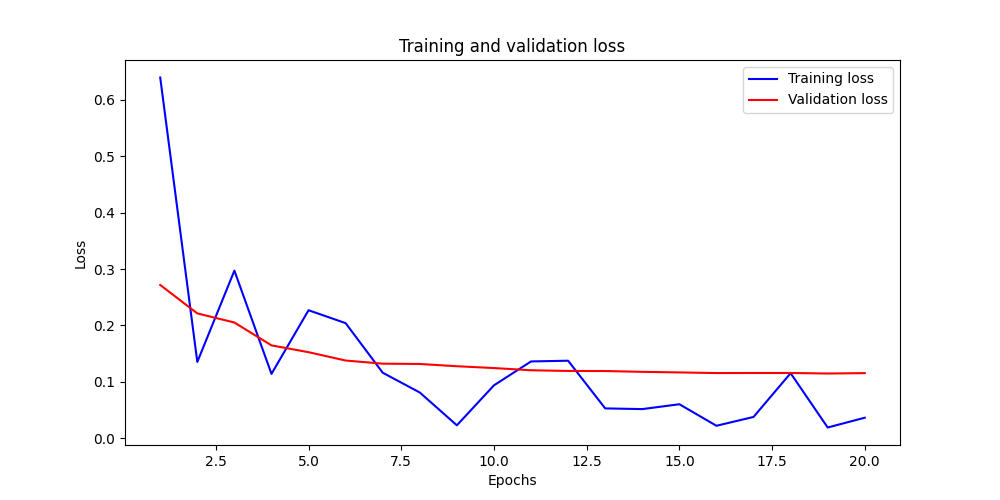 Training and validation loss
Training loss
Validation loss
0.6
0.5
0.4
0.3
0.2
0.1
0.0
Loss
2.5 5.0 7.5 10.0 12.5 15.0 17.5 20.0
Epochs